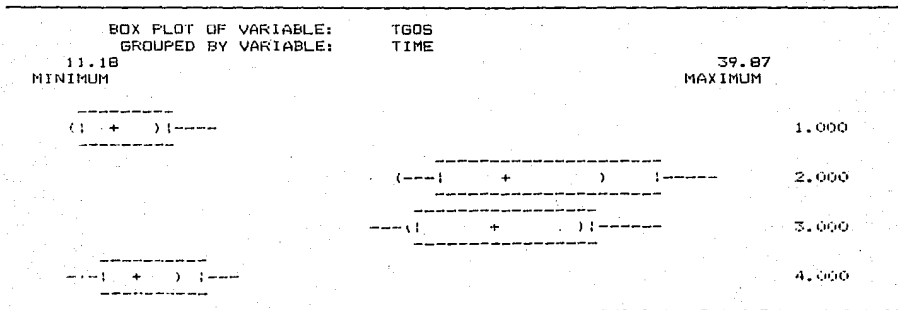 BOX PLOT OF VARIABLE: TGOS
GROUPED BY VARIABLE: TIME
11.18 39.87
MINIMUM MAXIMUM
1.000
2.000
3.000
4.000